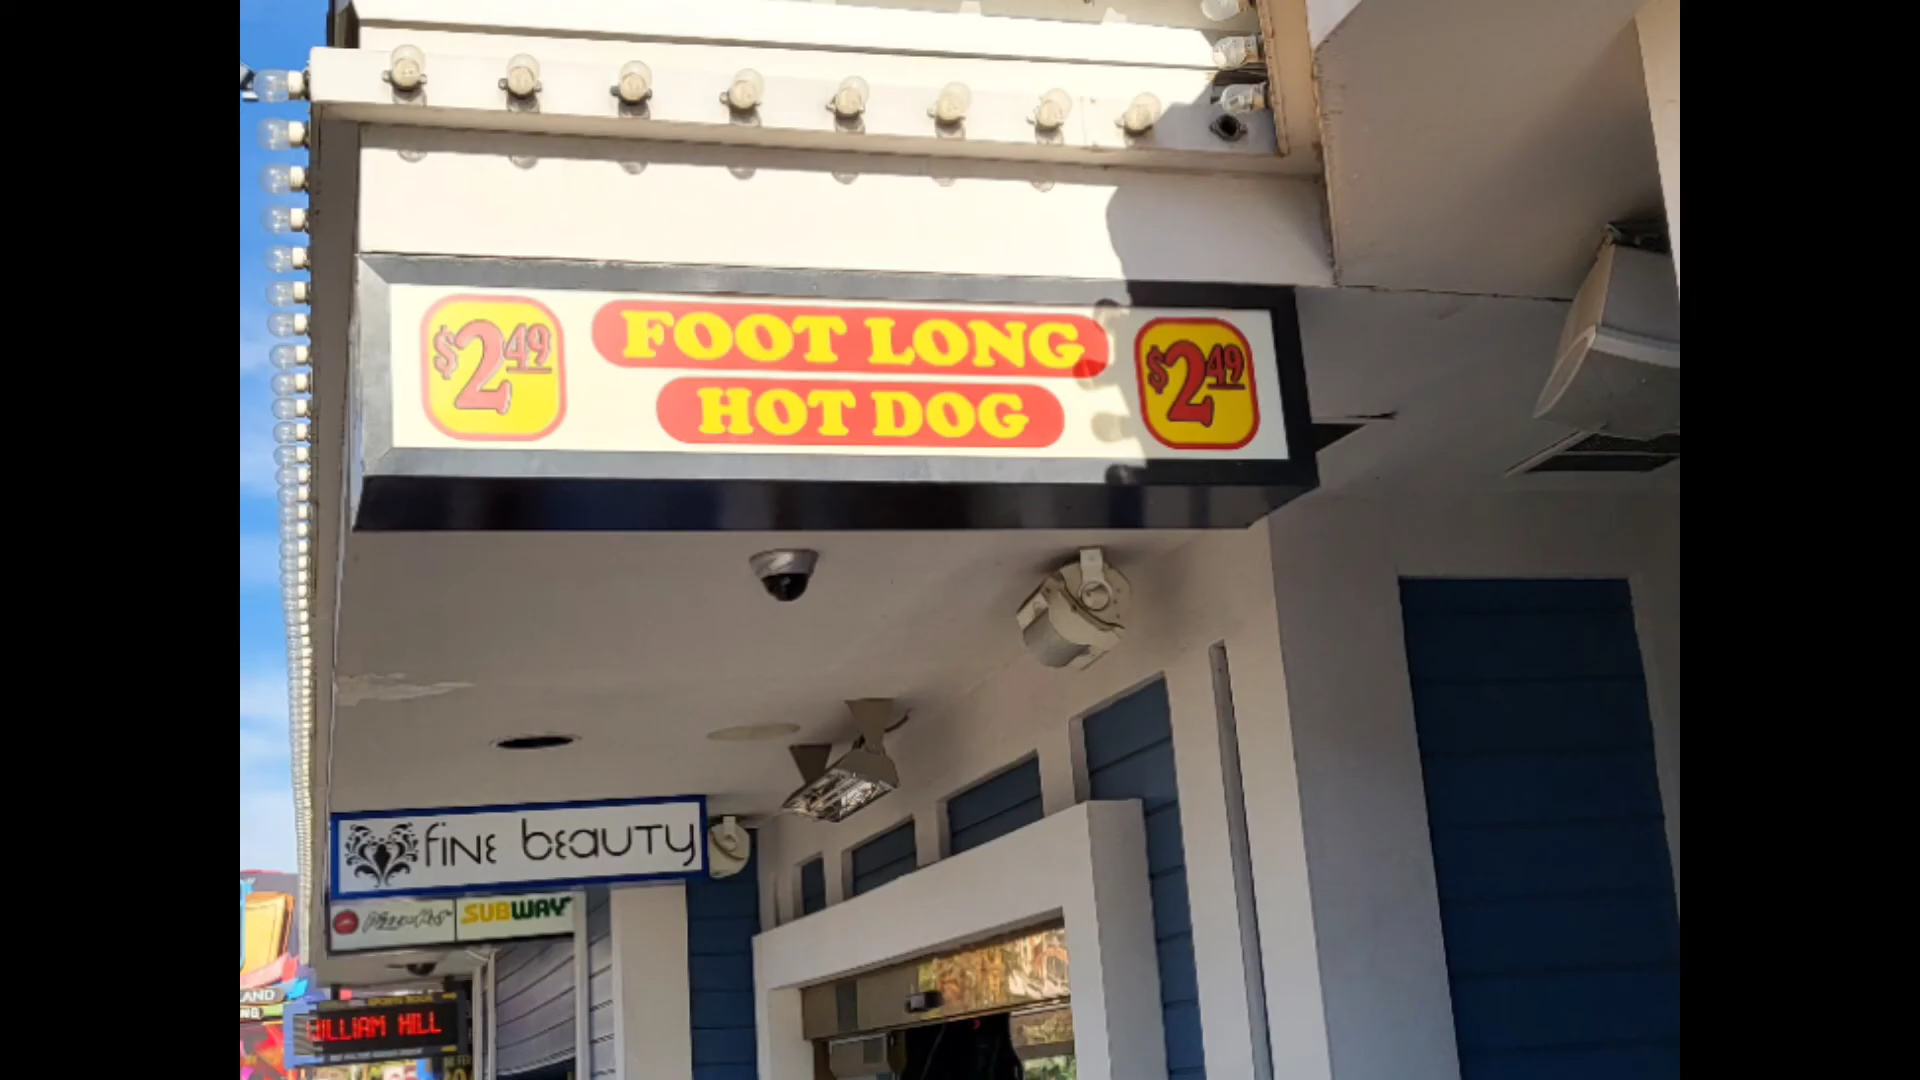 $2.49
FOOT LONG
HOT DOG
$2.49
fine beauty
SUBWAY
WILLIAM HILL